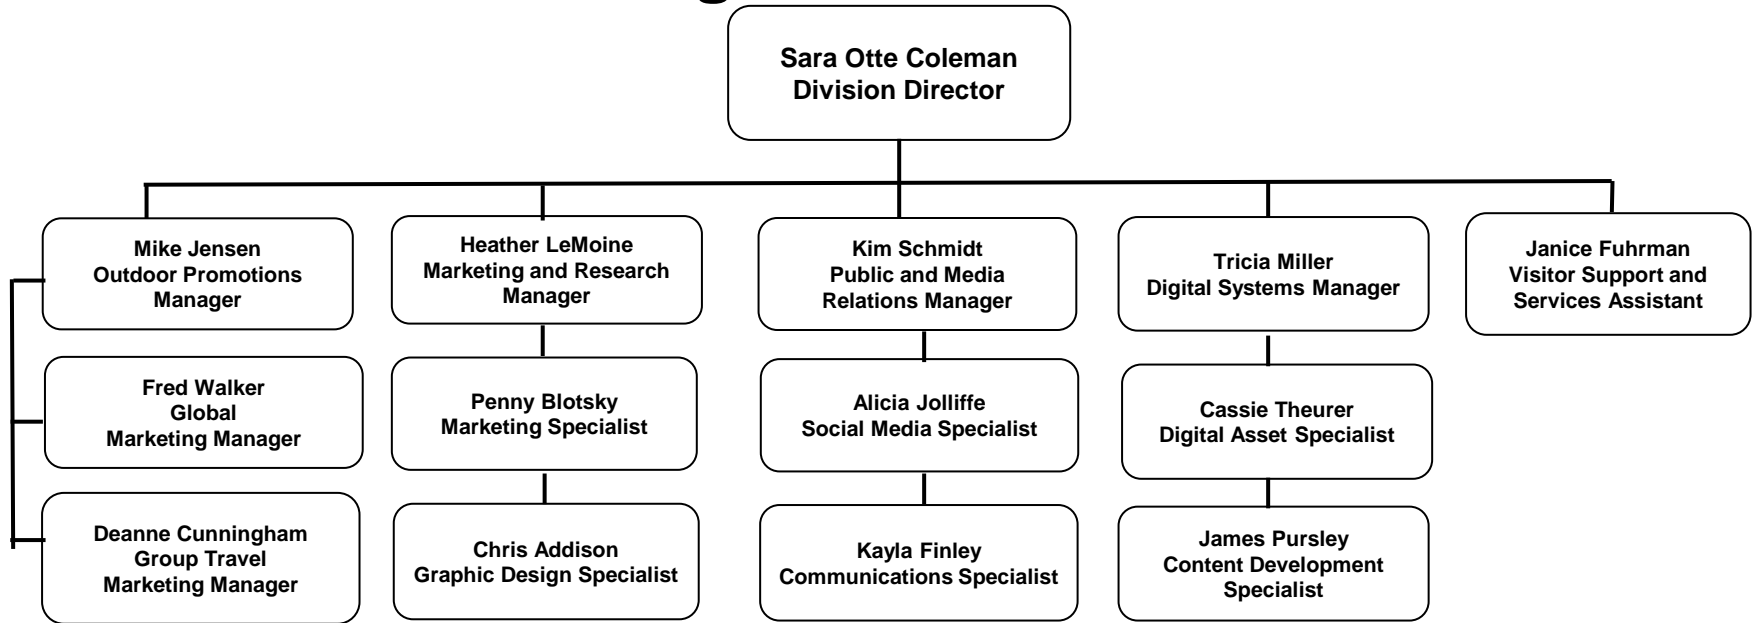 Sara Otte Coleman
Division Director
Mike Jensen
Outdoor Promotions
Manager
Heather LeMoine
Marketing and Research
Manager
Kim Schmidt
Public and Media
Relations Manager
Tricia Miller
Digital Systems Manager
Janice Fuhrman
Visitor Support and
Services Assistant
Fred Walker
Global
Marketing Manager
Penny Blotsky
Marketing Specialist
Alicia Jolliffe
Social Media Specialist
Cassie Theurer
Digital Asset Specialist
Deanne Cunningham
Group Travel
Marketing Manager
Chris Addison
Graphic Design Specialist
Kayla Finley
Communications Specialist
James Pursley
Content Development
Specialist